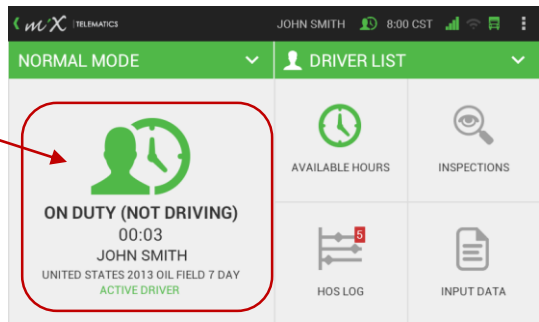 miX TELEMATICS
JOHN SMITH 8:00 CST
NORMAL MODE
DRIVER LIST
ON DUTY (NOT DRIVING)
00:03
JOHN SMITH
UNITED STATES 2013 OIL FIELD 7 DAY
ACTIVE DRIVER
AVAILABLE HOURS
INSPECTIONS
5
HOS LOG
INPUT DATA